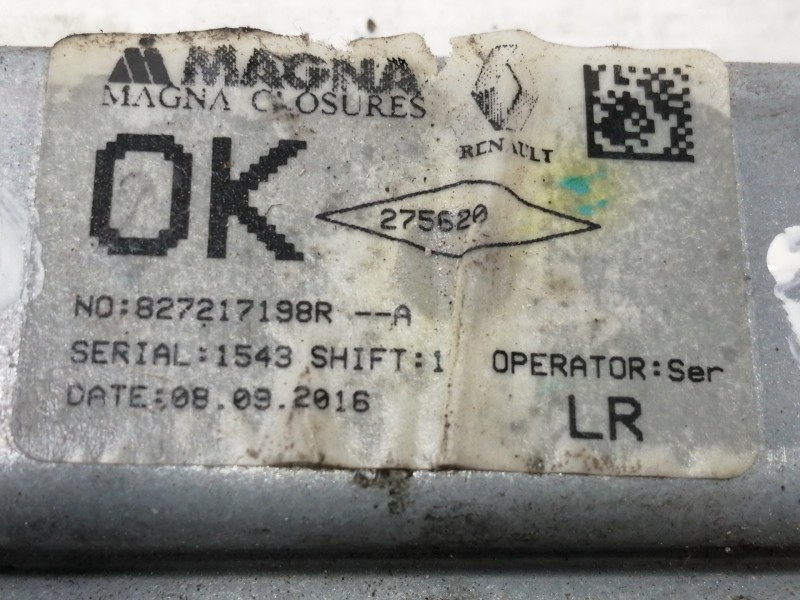 MAGNA
MAGNA CLOSURES
RENAULT
OK
275620
NO:827217198R --A
SERIAL:1543 SHIFT:1 OPERATOR:Ser
DATE:08.09.2016
LR